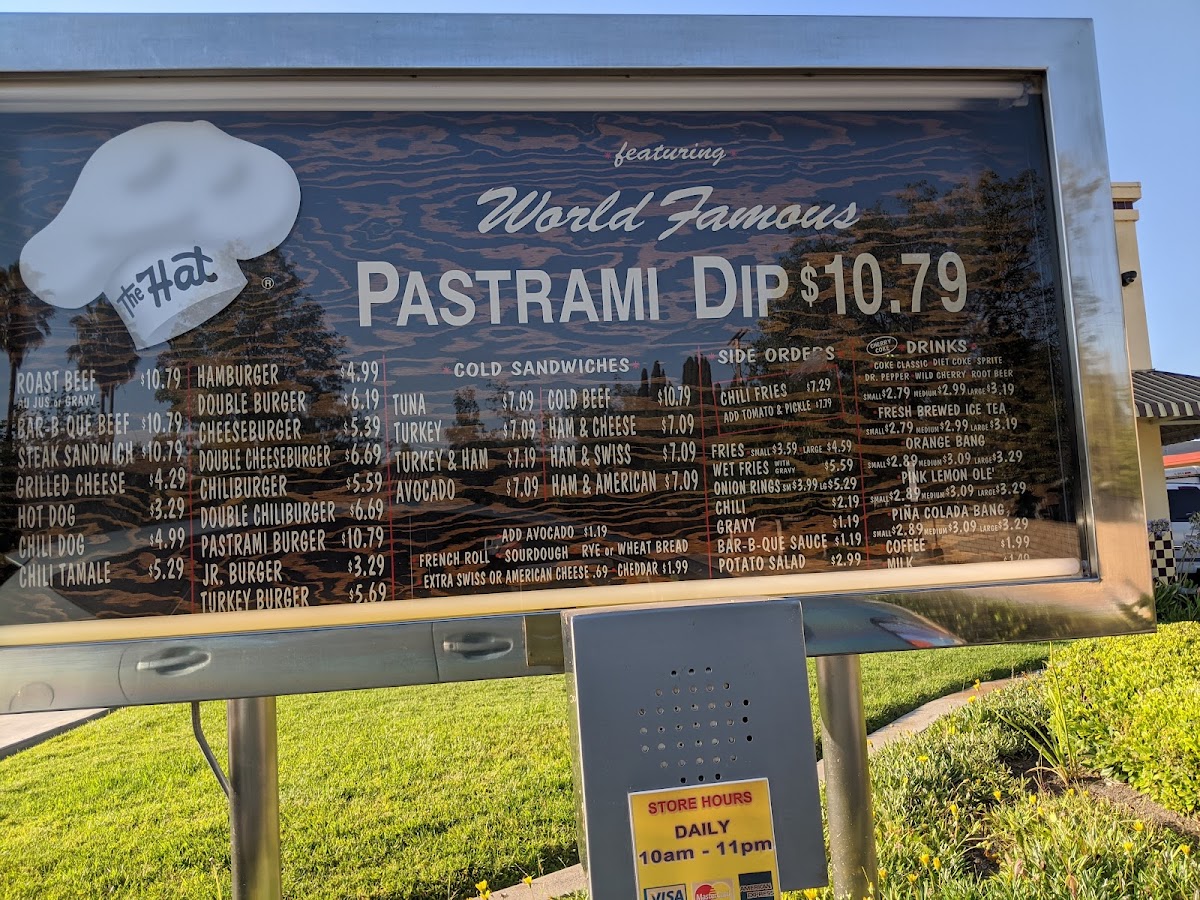 The Hat ®
featuring
World Famous
PASTRAMI DIP $10.79
ROAST BEEF $10.79
AU JUS or GRAVY
BAR-B-QUE BEEF $10.79
STEAK SANDWICH $10.79
GRILLED CHEESE $4.29
HOT DOG $3.29
CHILI DOG $4.99
CHILI TAMALE $5.29
HAMBURGER $4.99
DOUBLE BURGER $6.19
CHEESEBURGER $5.39
DOUBLE CHEESEBURGER $6.69
CHILIBURGER $5.59
DOUBLE CHILIBURGER $6.69
PASTRAMI BURGER $10.79
JR. BURGER $3.29
TURKEY BURGER $5.69
COLD SANDWICHES
TUNA $7.09
TURKEY $7.09
TURKEY & HAM $7.19
AVOCADO $7.09
COLD BEEF $10.79
HAM & CHEESE $7.09
HAM & SWISS $7.09
HAM & AMERICAN $7.09
ADD AVOCADO $1.19
FRENCH ROLL SOURDOUGH RYE or WHEAT BREAD
EXTRA SWISS OR AMERICAN CHEESE .69 CHEDDAR $1.99
SIDE ORDERS
CHILI FRIES $7.29
ADD TOMATO & PICKLE $1.79
FRIES SMALL $3.59 LARGE $4.59
WET FRIES WITH GRAVY $5.59
ONION RINGS SM $3.99 LG $5.29
CHILI $2.19
GRAVY $1.19
BAR-B-QUE SAUCE $1.19
POTATO SALAD $2.99
CHERRY COKE DRINKS
COKE CLASSIC DIET COKE SPRITE
DR. PEPPER WILD CHERRY ROOT BEER
SMALL $2.79 MEDIUM $2.99 LARGE $3.19
FRESH BREWED ICE TEA
SMALL $2.79 MEDIUM $2.99 LARGE $3.19
ORANGE BANG
SMALL $2.89 MEDIUM $3.09 LARGE $3.29
PINK LEMON OLE'
SMALL $2.89 MEDIUM $3.09 LARGE $3.29
PIÑA COLADA BANG
SMALL $2.89 MEDIUM $3.09 LARGE $3.29
COFFEE $1.99
MILK
STORE HOURS
DAILY
10am - 11pm
VISA MasterCard AMERICAN EXPRESS